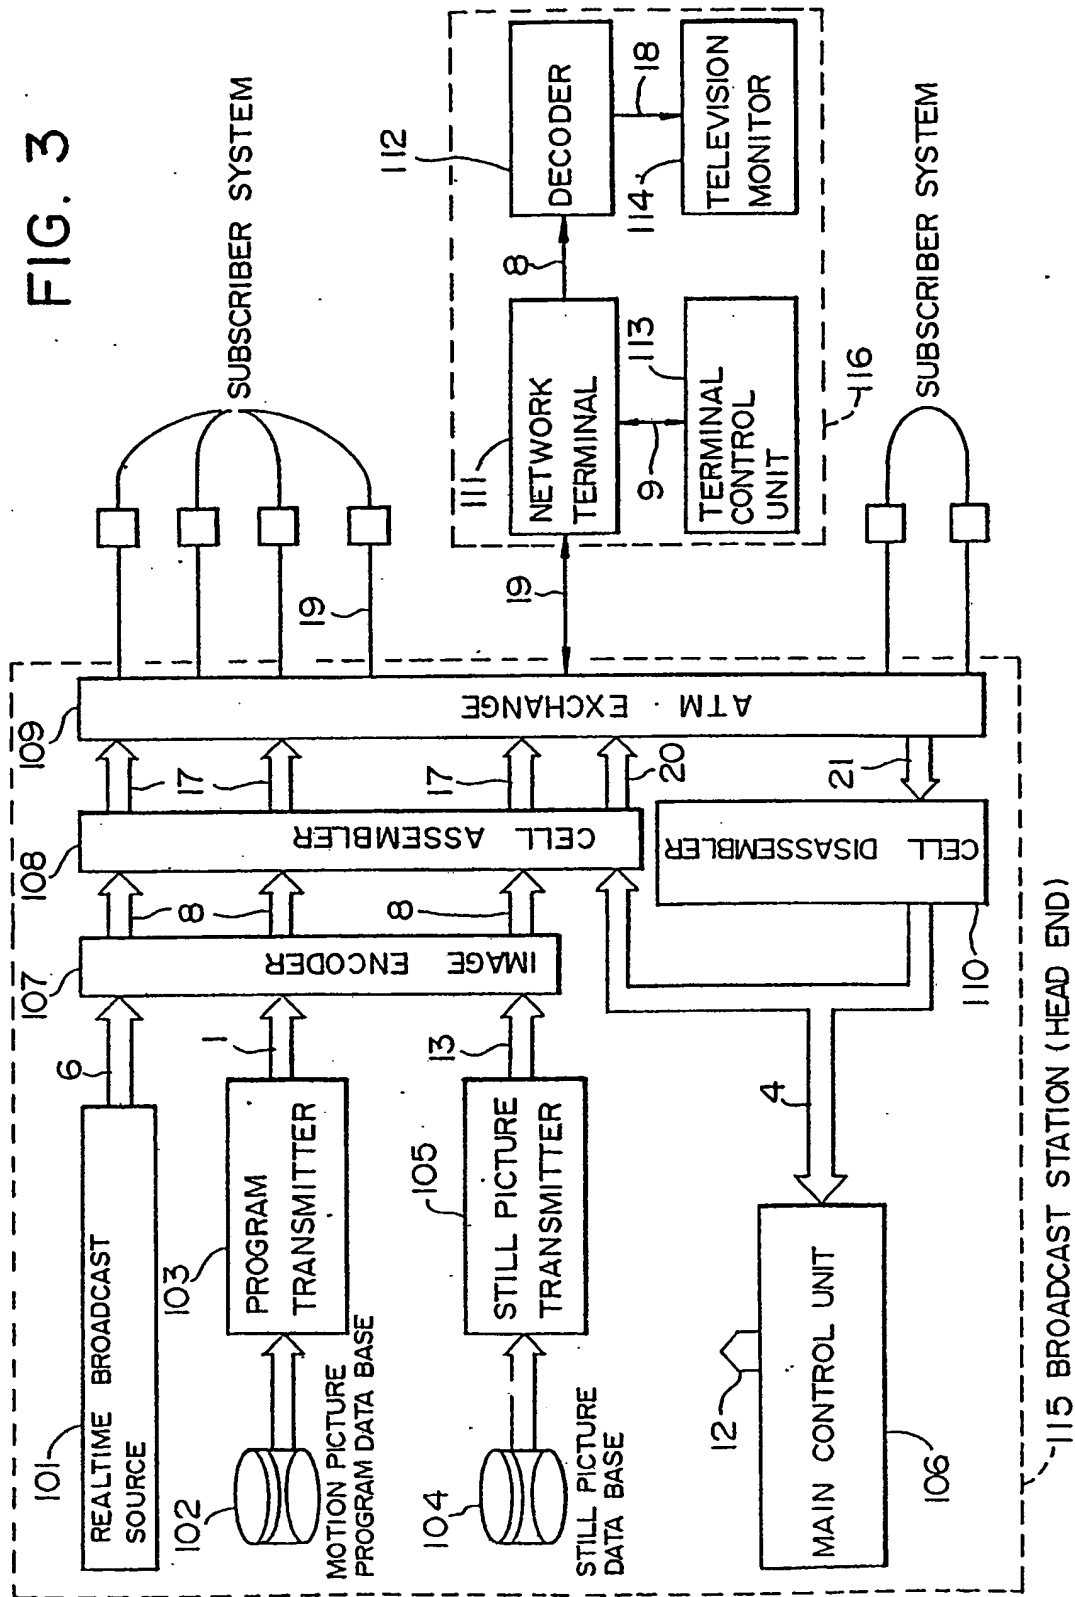 FIG. 3
101
REALTIME BROADCAST
SOURCE
6
107
IMAGE ENCODER
8
108
CELL ASSEMBLER
17
109
ATM EXCHANGE
SUBSCRIBER SYSTEM
102
MOTION PICTURE
PROGRAM DATA BASE
103
PROGRAM
TRANSMITTER
1
8
17
19
104
STILL PICTURE
DATA BASE
105
STILL PICTURE
TRANSMITTER
13
8
17
20
19
111
NETWORK
TERMINAL
8
112
DECODER
18
9
113
TERMINAL
CONTROL
UNIT
114
TELEVISION
MONITOR
116
12
MAIN CONTROL UNIT
106
4
CELL DISASSEMBLER
110
21
SUBSCRIBER SYSTEM
115 BROADCAST STATION (HEAD END)